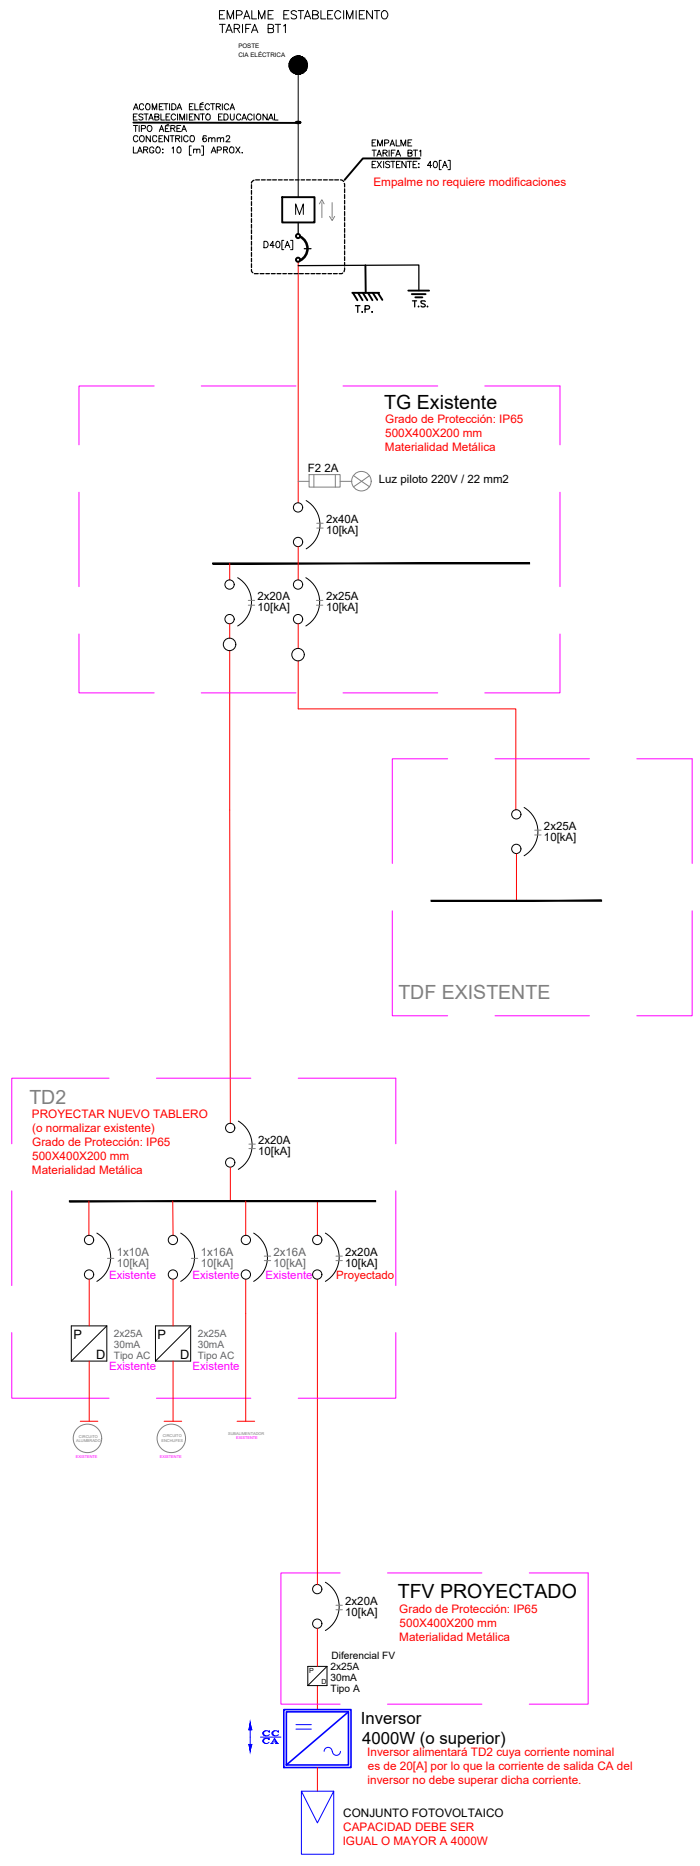 EMPALME ESTABLECIMIENTO
TARIFA BT1
POSTE
CIA ELÉCTRICA
ACOMETIDA ELÉCTRICA
ESTABLECIMIENTO EDUCACIONAL
TIPO AÉREA
CONCENTRICO 6mm2
LARGO: 10 [m] APROX.
EMPALME
TARIFA BT1
EXISTENTE: 40[A]
Empalme no requiere modificaciones
M
D40[A]
T.P.
T.S.
TG Existente
Grado de Protección: IP65
500X400X200 mm
Materialidad Metálica
F2 2A
Luz piloto 220V / 22 mm2
2x40A
10[kA]
2x20A
10[kA]
2x25A
10[kA]
2x25A
10[kA]
TDF EXISTENTE
TD2
PROYECTAR NUEVO TABLERO
(o normalizar existente)
Grado de Protección: IP65
500X400X200 mm
Materialidad Metálica
2x20A
10[kA]
1x10A
10[kA]
Existente
1x16A
10[kA]
Existente
2x16A
10[kA]
Existente
2x20A
10[kA]
Proyectado
P
D
2x25A
30mA
Tipo AC
Existente
P
D
2x25A
30mA
Tipo AC
Existente
CIRCUITO
ALUMBRADO
EXISTENTE
CIRCUITO
ENCHUFES
EXISTENTE
SUBALIMENTADOR
EXISTENTE
TFV PROYECTADO
Grado de Protección: IP65
500X400X200 mm
Materialidad Metálica
2x20A
10[kA]
Diferencial FV
P
D
2x25A
30mA
Tipo A
CC
CA
Inversor
4000W (o superior)
Inversor alimentará TD2 cuya corriente nominal
es de 20[A] por lo que la corriente de salida CA del
inversor no debe superar dicha corriente.
CONJUNTO FOTOVOLTAICO
CAPACIDAD DEBE SER
IGUAL O MAYOR A 4000W